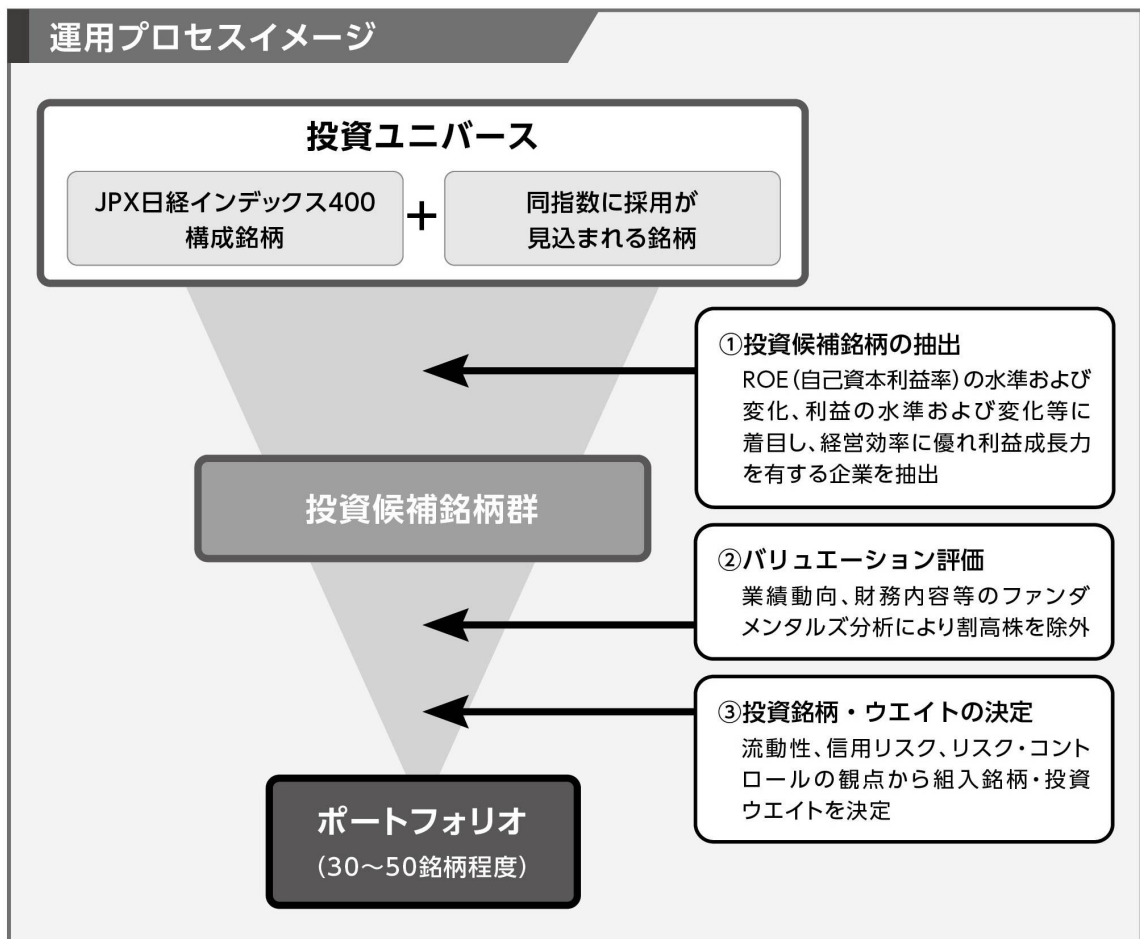 運用プロセスイメージ
投資ユニバース
JPX日経インデックス400
構成銘柄
+
同指数に採用が
見込まれる銘柄
①投資候補銘柄の抽出
ROE(自己資本利益率)の水準および
変化、利益の水準および変化等に
着目し、経営効率に優れ利益成長力
を有する企業を抽出
投資候補銘柄群
②バリュエーション評価
業績動向、財務内容等のファンダ
メンタルズ分析により割高株を除外
③投資銘柄・ウエイトの決定
流動性、信用リスク、リスク・コント
ロールの観点から組入銘柄・投資
ウエイトを決定
ポートフォリオ
(30～50銘柄程度)